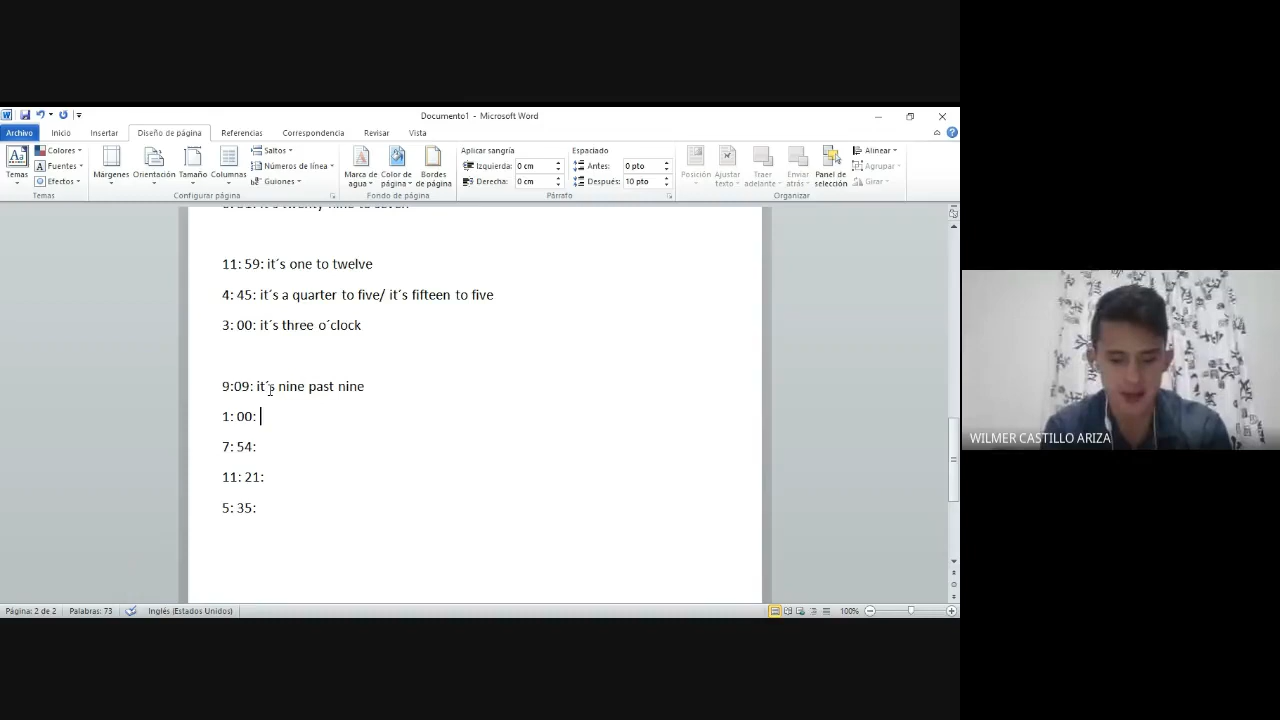 Documento1 - Microsoft Word
Archivo Inicio Insertar Diseño de página Referencias Correspondencia Revisar Vista
Colores Saltos Aplicar sangría Espaciado Alinear
Fuentes Números de línea Izquierda: 0 cm Antes: 0 pto Agrupar
Efectos Guiones Derecha: 0 cm Después: 10 pto Girar
Temas Márgenes Orientación Tamaño Columnas Marca de agua Color de página Bordes de página Posición Ajustar texto Traer adelante Enviar atrás Panel de selección
Temas Configurar página Fondo de página Párrafo Organizar
11: 59: it´s one to twelve
4: 45: it´s a quarter to five/ it´s fifteen to five
3: 00: it´s three o´clock
9:09: it´s nine past nine
1: 00:
7: 54:
11: 21:
5: 35:
WILMER CASTILLO ARIZA
Página: 2 de 2 Palabras: 73 Inglés (Estados Unidos) 100%